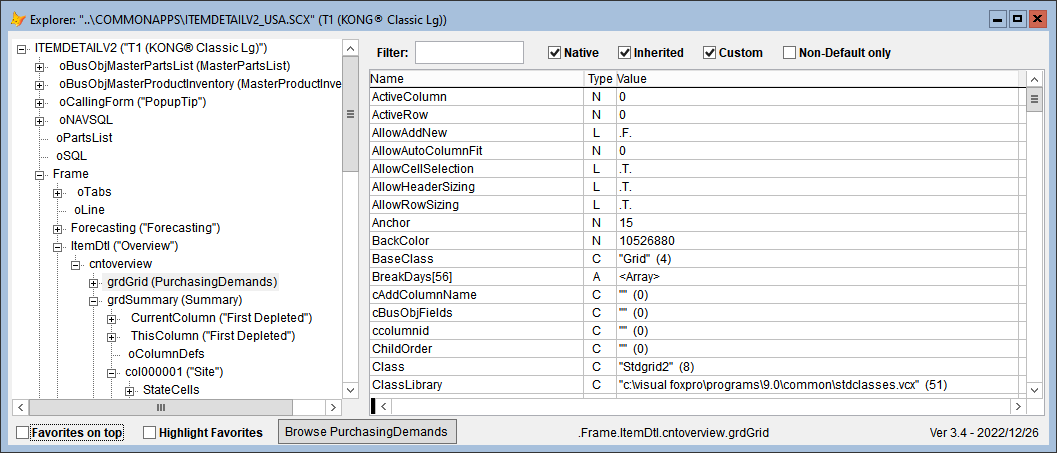 Explorer: "..\COMMONAPPS\ITEMDETAILV2_USA.SCX" (T1 (KONG® Classic Lg))
ITEMDETAILV2 ("T1 (KONG® Classic Lg)")
oBusObjMasterPartsList (MasterPartsList)
oBusObjMasterProductInventory (MasterProductInve
oCallingForm ("PopupTip")
oNAVSQL
oPartsList
oSQL
Frame
oTabs
oLine
Forecasting ("Forecasting")
ItemDtl ("Overview")
cntoverview
grdGrid (PurchasingDemands)
grdSummary (Summary)
CurrentColumn ("First Depleted")
ThisColumn ("First Depleted")
oColumnDefs
col000001 ("Site")
StateCells
Filter: Native Inherited Custom Non-Default only
Name Type Value
ActiveColumn N 0
ActiveRow N 0
AllowAddNew L .F.
AllowAutoColumnFit N 0
AllowCellSelection L .T.
AllowHeaderSizing L .T.
AllowRowSizing L .T.
Anchor N 15
BackColor N 10526880
BaseClass C "Grid" (4)
BreakDays[56] A <Array>
cAddColumnName C "" (0)
cBusObjFields C "" (0)
ccolumnid C "" (0)
ChildOrder C "" (0)
Class C "Stdgrid2" (8)
ClassLibrary C "c:\visual foxpro\programs\9.0\common\stdclasses.vcx" (51)
Favorites on top Highlight Favorites Browse PurchasingDemands .Frame.ItemDtl.cntoverview.grdGrid Ver 3.4 - 2022/12/26